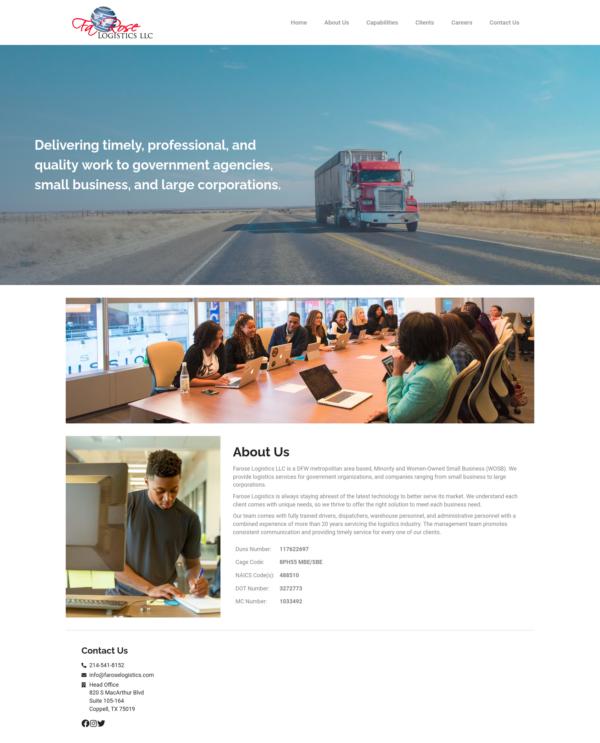 FaRose
LOGISTICS LLC
Home About Us Capabilities Clients Careers Contact Us
Delivering timely, professional, and
quality work to government agencies,
small business, and large corporations.
About Us
Farose Logistics LLC is a DFW metropolitan area based, Minority and Women-Owned Small Business (WOSB). We
provide logistics services for government organizations, and companies ranging from small business to large
corporations.
Farose Logistics is always staying abreast of the latest technology to better serve its market. We understand each
client comes with unique needs, so we thrive to offer the right solution to meet each business need.
Our team comes with fully trained drivers, dispatchers, warehouse personnel, and administrative personnel with a
combined experience of more than 20 years servicing the logistics industry. The management team promotes
consistent communication and providing timely service for every one of our clients.
Duns Number: 117622697
Cage Code: 8PH55 MBE/SBE
NAICS Code(s): 488510
DOT Number: 3272773
MC Number: 1033492
Contact Us
214-541-8152
info@faroselogistics.com
Head Office
820 S MacArthur Blvd
Suite 105-164
Coppell, TX 75019